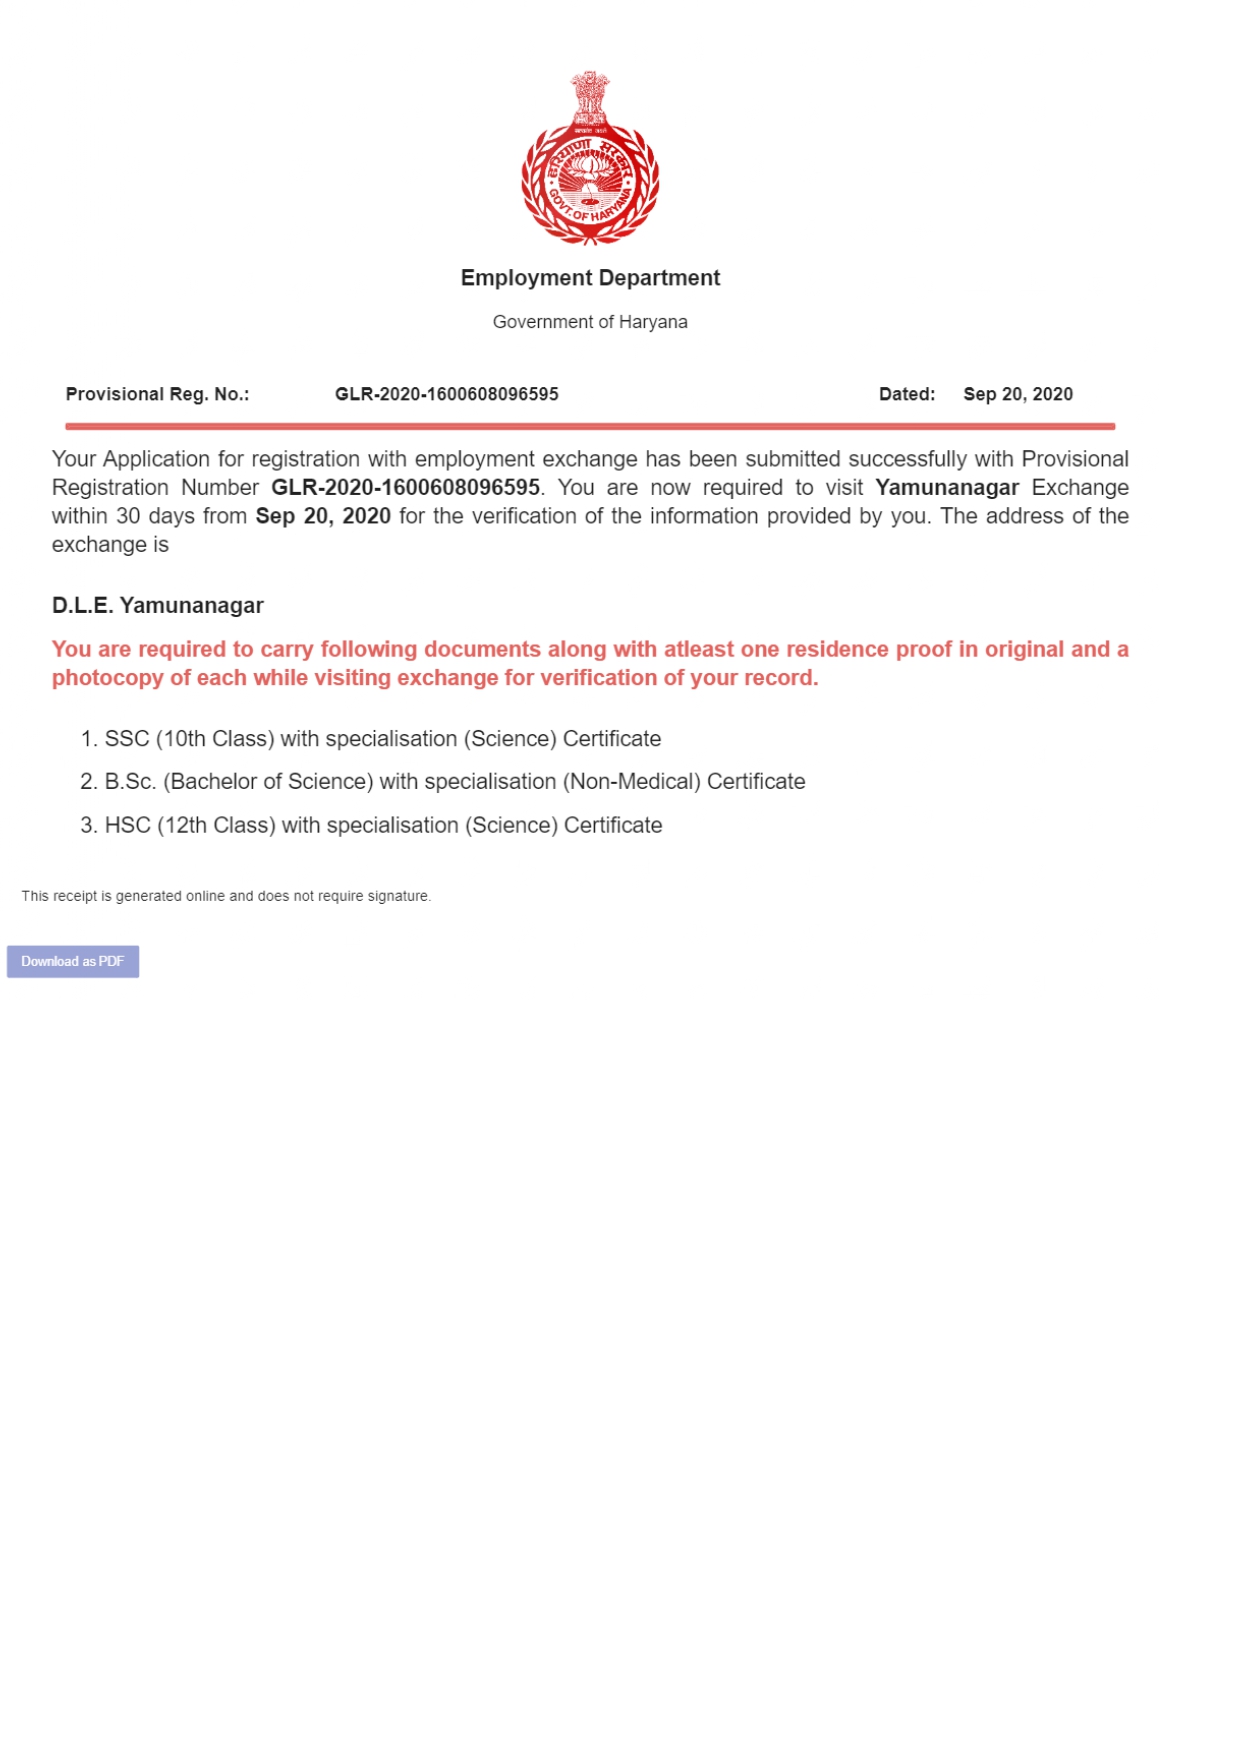 सत्यमेव जयते
हरियाणा सरकार
GOVT. OF HARYANA
Employment Department
Government of Haryana
Provisional Reg. No.: GLR-2020-1600608096595 Dated: Sep 20, 2020
Your Application for registration with employment exchange has been submitted successfully with Provisional
Registration Number GLR-2020-1600608096595. You are now required to visit Yamunanagar Exchange
within 30 days from Sep 20, 2020 for the verification of the information provided by you. The address of the
exchange is
D.L.E. Yamunanagar
You are required to carry following documents along with atleast one residence proof in original and a
photocopy of each while visiting exchange for verification of your record.
1. SSC (10th Class) with specialisation (Science) Certificate
2. B.Sc. (Bachelor of Science) with specialisation (Non-Medical) Certificate
3. HSC (12th Class) with specialisation (Science) Certificate
This receipt is generated online and does not require signature.
Download as PDF